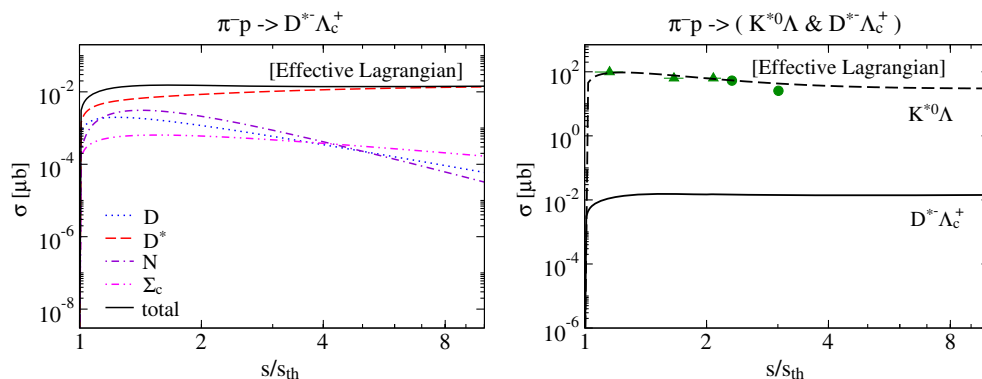 π⁻p -> D*⁻Λc⁺
[Effective Lagrangian]
σ [μb]
10⁻²
10⁻⁴
10⁻⁶
10⁻⁸
D
D*
N
Σc
total
1
2
4
8
s/sth
π⁻p -> ( K*⁰Λ & D*⁻Λc⁺ )
[Effective Lagrangian]
K*⁰Λ
D*⁻Λc⁺
σ [μb]
10²
10⁰
10⁻²
10⁻⁴
10⁻⁶
1
2
4
8
s/sth